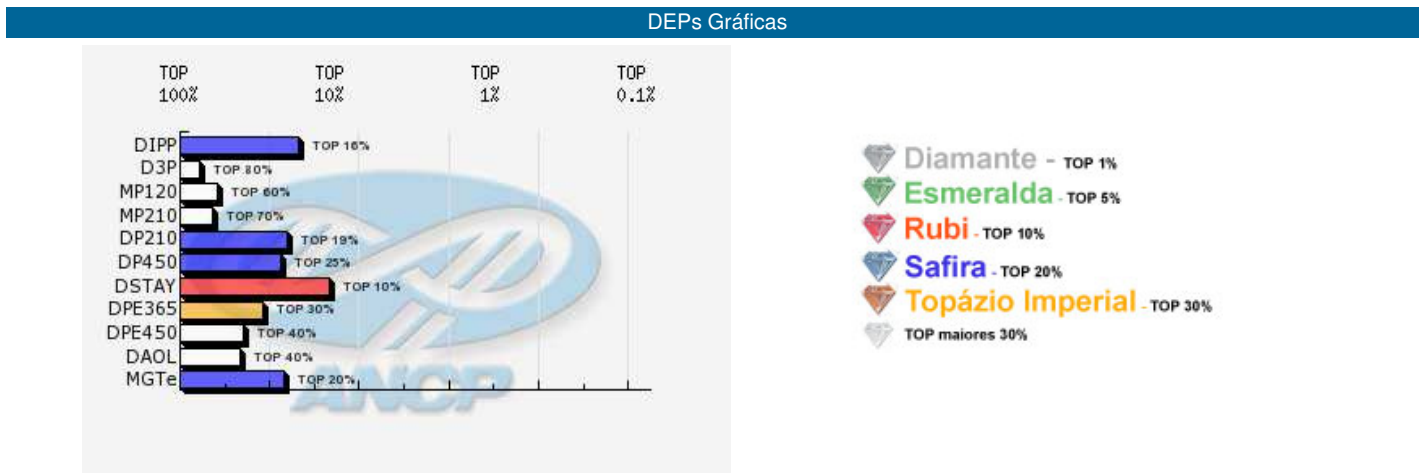 DEPs Gráficas
TOP 100%
TOP 10%
TOP 1%
TOP 0.1%
DIPP TOP 16%
D3P TOP 80%
MP120 TOP 60%
MP210 TOP 70%
DP210 TOP 19%
DP450 TOP 25%
DSTAY TOP 10%
DPE365 TOP 30%
DPE450 TOP 40%
DAOL TOP 40%
MGTe TOP 20%
ANCP
Diamante - TOP 1%
Esmeralda - TOP 5%
Rubi - TOP 10%
Safira - TOP 20%
Topázio Imperial - TOP 30%
TOP maiores 30%